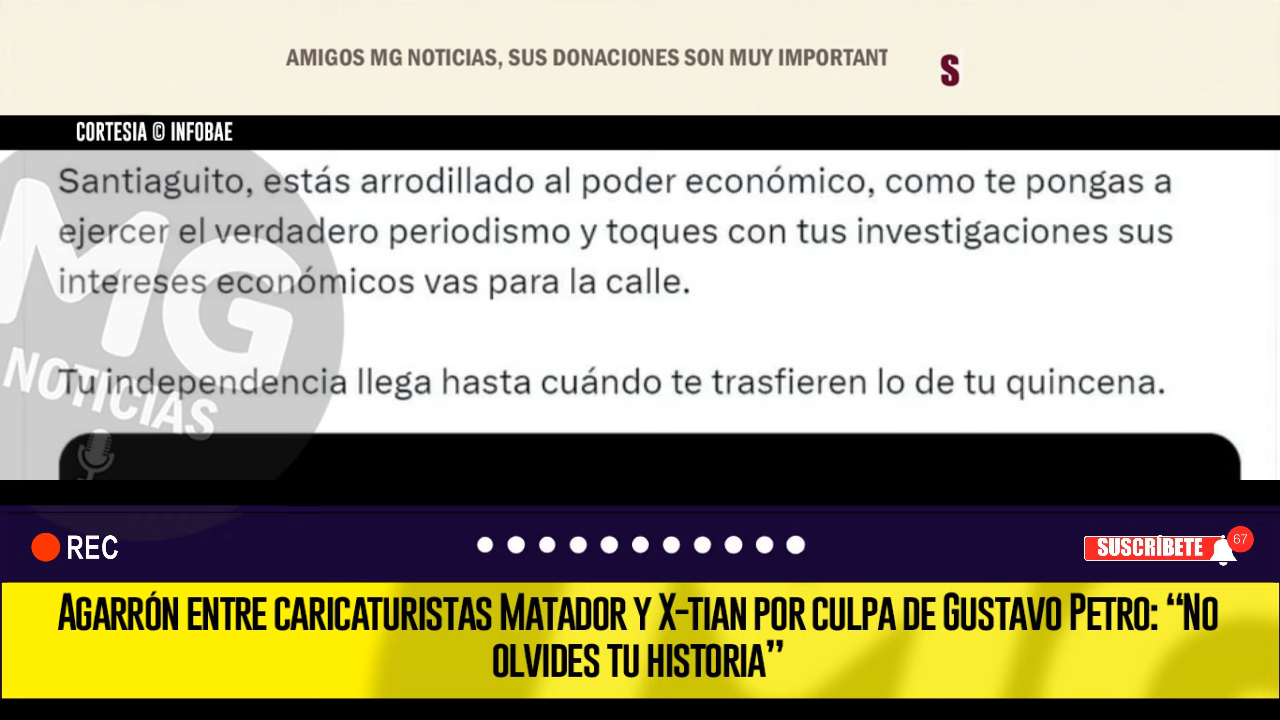 AMIGOS MG NOTICIAS, SUS DONACIONES SON MUY IMPORTANT
S
CORTESIA © INFOBAE
Santiaguito, estás arrodillado al poder económico, como te pongas a
ejercer el verdadero periodismo y toques con tus investigaciones sus
intereses económicos vas para la calle.
Tu independencia llega hasta cuándo te trasfieren lo de tu quincena.
MG
NOTICIAS
REC
SUSCRÍBETE
67
AGARRÓN ENTRE CARICATURISTAS MATADOR Y X-TIAN POR CULPA DE GUSTAVO PETRO: “NO
OLVIDES TU HISTORIA”